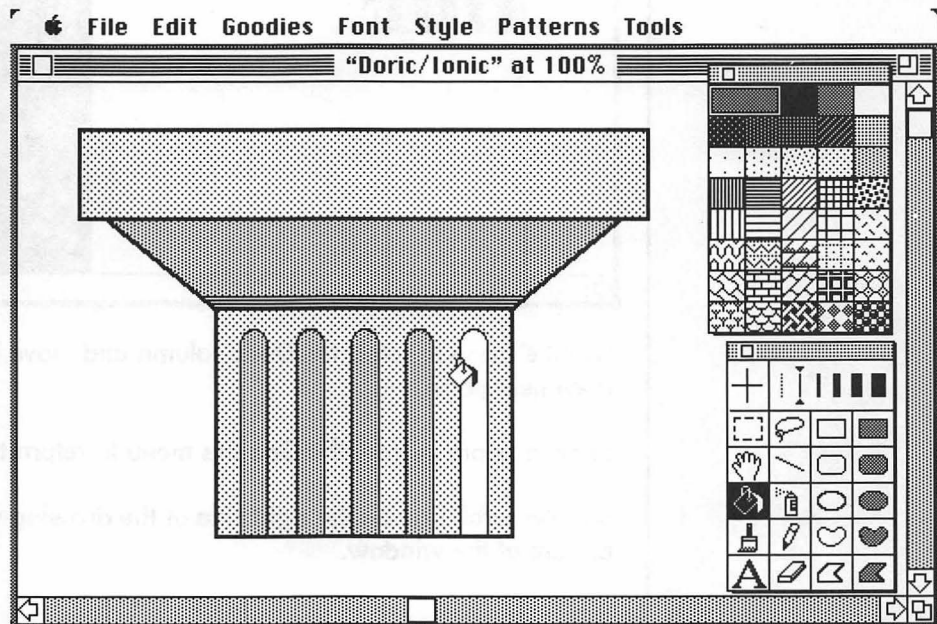 File Edit Goodies Font Style Patterns Tools
“Doric/Ionic” at 100%
A